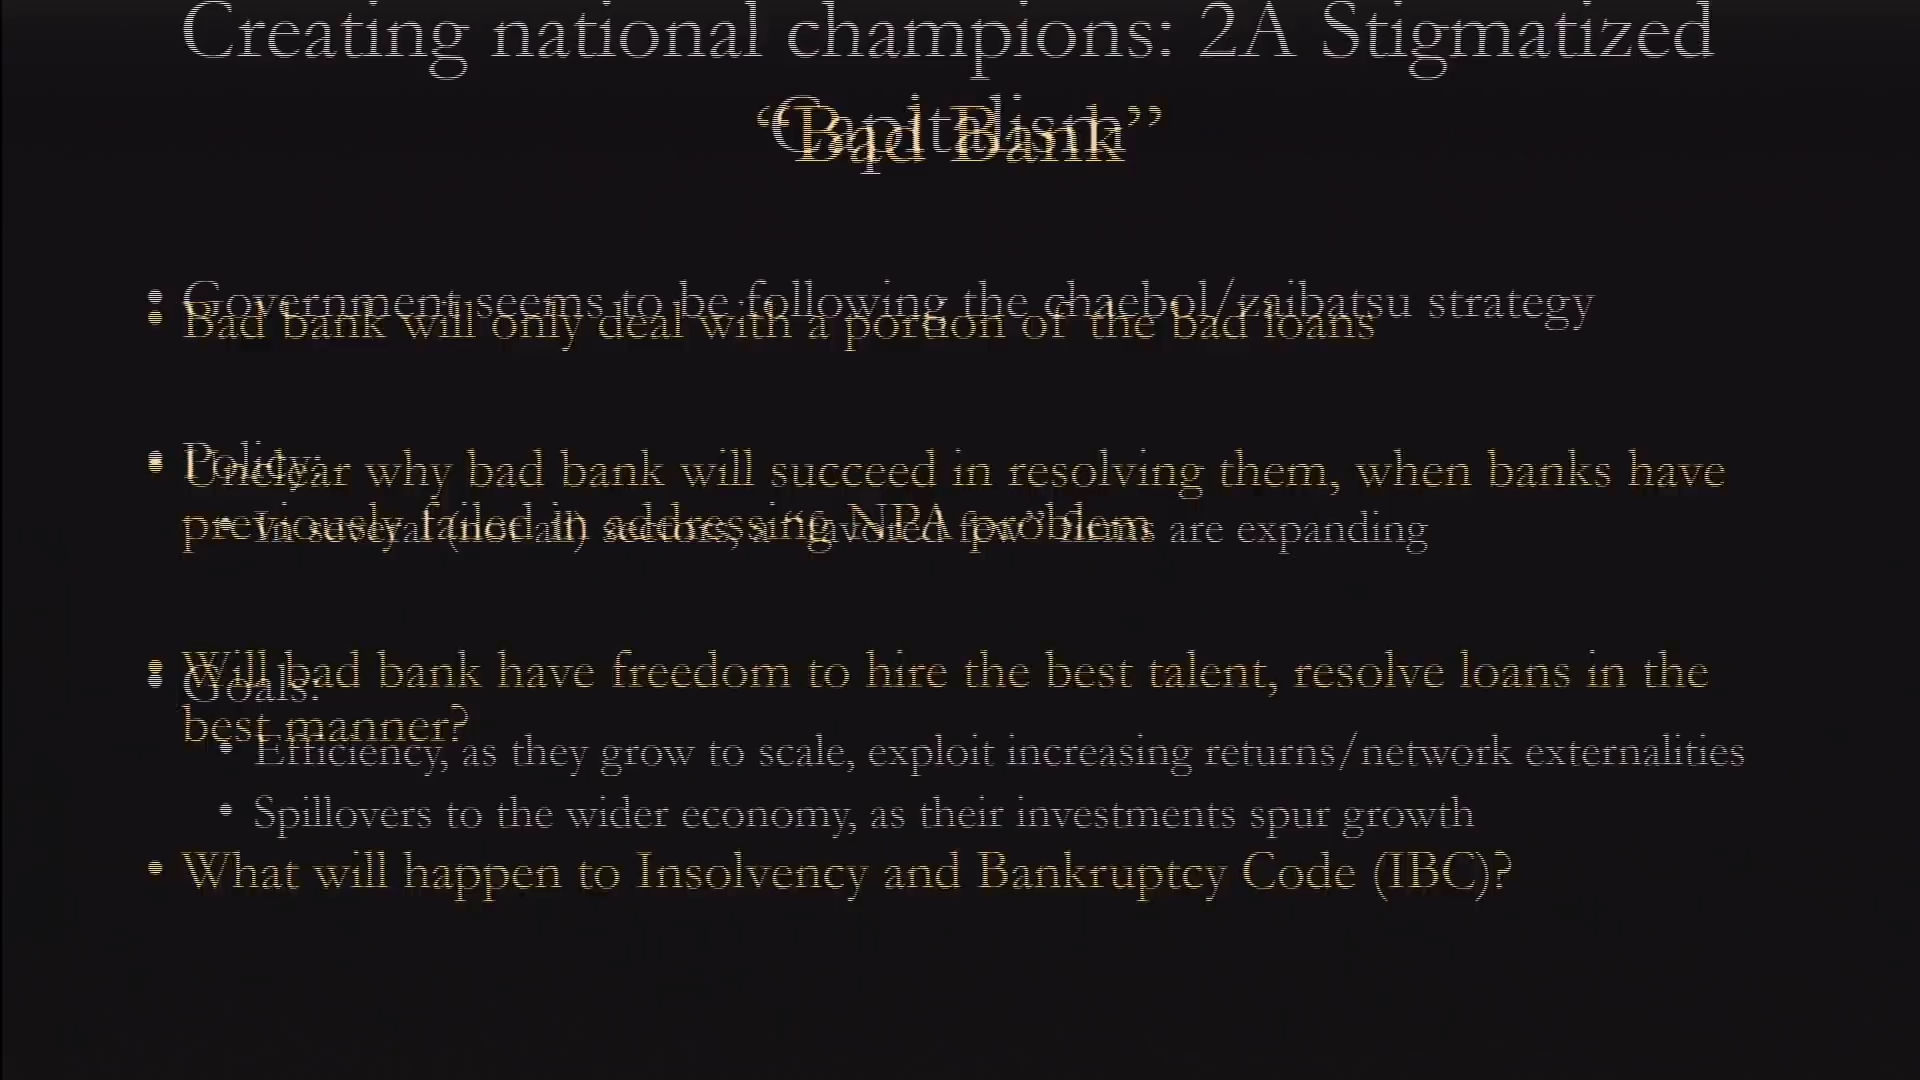 Creating national champions: 2A Stigmatized
Capitalism
“Bad Bank”
• Government seems to be following the chaebol/zaibatsu strategy
• Bad bank will only deal with a portion of the bad loans
• Policy:
• Unclear why bad bank will succeed in resolving them, when banks have
previously failed in addressing NPA problem
• In several (not all) sectors, a “favored few” firms are expanding
• Will bad bank have freedom to hire the best talent, resolve loans in the
best manner?
• Goals:
• Efficiency, as they grow to scale, exploit increasing returns/network externalities
• Spillovers to the wider economy, as their investments spur growth
• What will happen to Insolvency and Bankruptcy Code (IBC)?